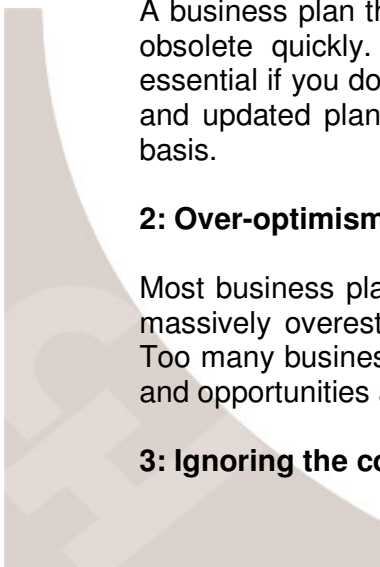 A business plan th
obsolete quickly.
essential if you do
and updated plan
basis.
2: Over-optimism
Most business pla
massively overest
Too many busines
and opportunities
3: Ignoring the co